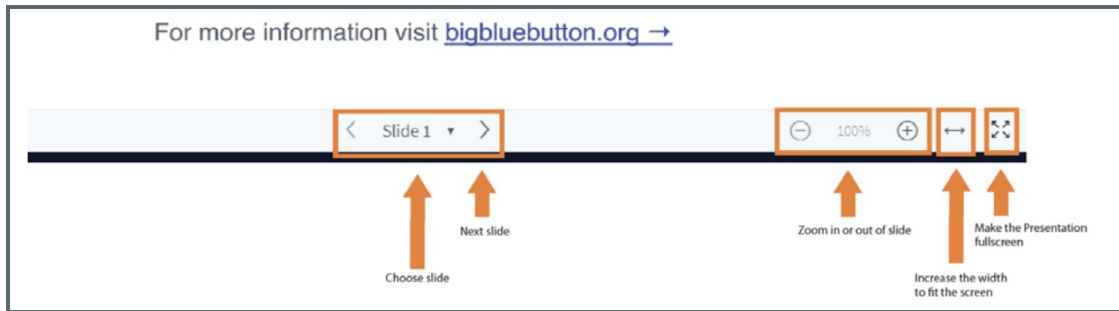 For more information visit bigbluebutton.org →
Slide 1
100%
Next slide
Zoom in or out of slide
Make the Presentation
fullscreen
Choose slide
Increase the width
to fit the screen